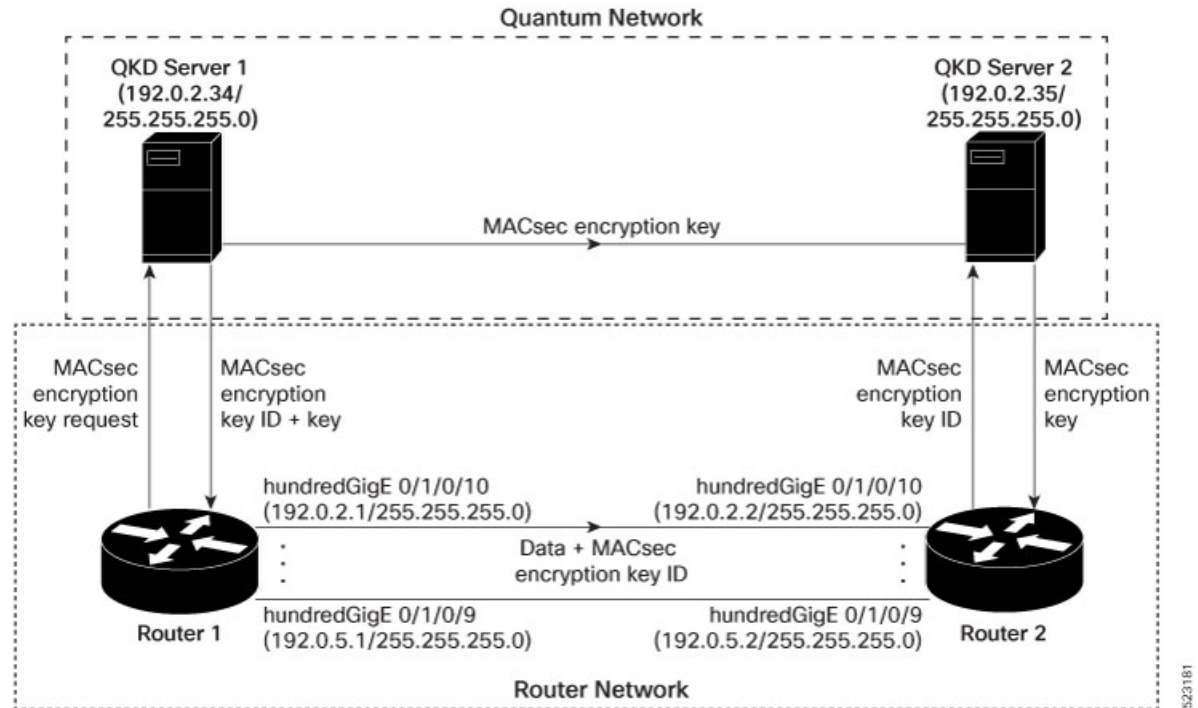 Quantum Network
QKD Server 1
(192.0.2.34/
255.255.255.0)
QKD Server 2
(192.0.2.35/
255.255.255.0)
MACsec encryption key
MACsec
encryption
key request
MACsec
encryption
key ID + key
MACsec
encryption
key ID
MACsec
encryption
key
hundredGigE 0/1/0/10
(192.0.2.1/255.255.255.0)
hundredGigE 0/1/0/10
(192.0.2.2/255.255.255.0)
Data + MACsec
encryption key ID
hundredGigE 0/1/0/9
(192.0.5.1/255.255.255.0)
hundredGigE 0/1/0/9
(192.0.5.2/255.255.255.0)
Router 1
Router 2
Router Network
523181